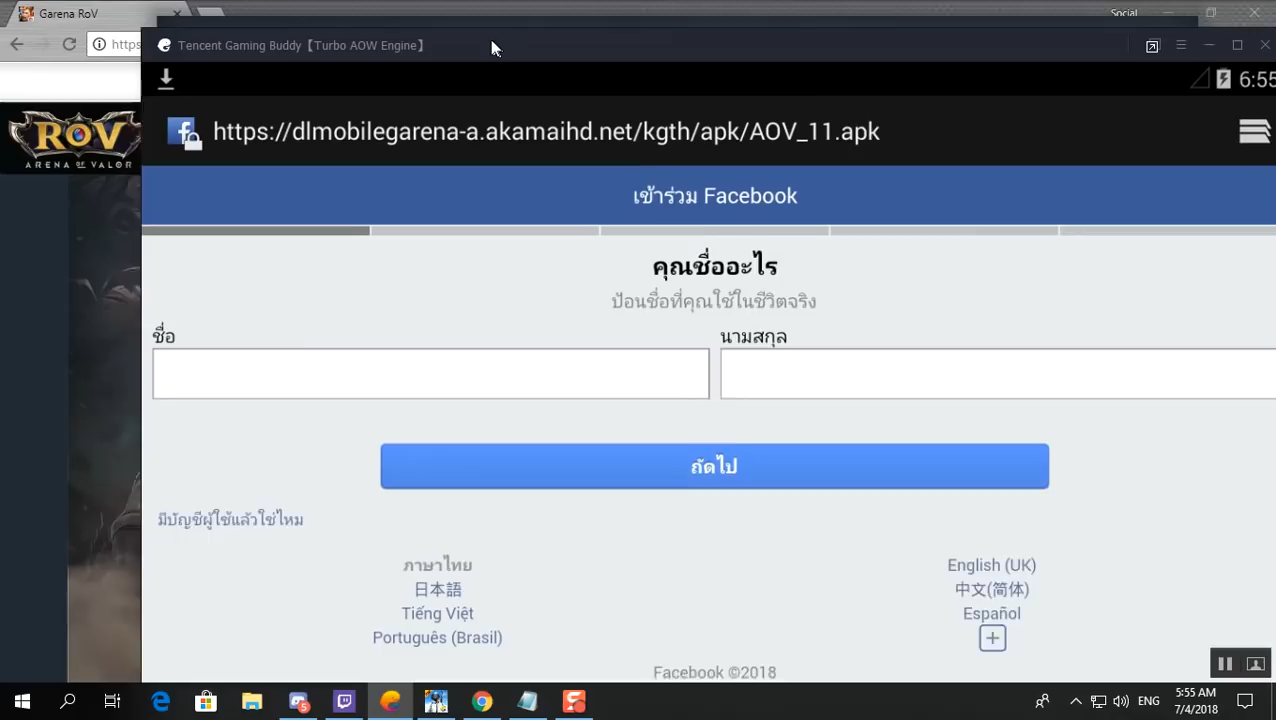 Garena RoV
Social
https
Tencent Gaming Buddy【Turbo AOW Engine】
6:55
https://dlmobilegarena-a.akamaihd.net/kgth/apk/AOV_11.apk
ROV
ARENA OF VALOR
เข้าร่วม Facebook
คุณชื่ออะไร
ป้อนชื่อที่คุณใช้ในชีวิตจริง
ชื่อ
นามสกุล
ถัดไป
มีบัญชีผู้ใช้แล้วใช่ไหม
ภาษาไทย
English (UK)
日本語
中文(简体)
Tiếng Việt
Español
Português (Brasil)
Facebook ©2018
ENG
5:55 AM
7/4/2018